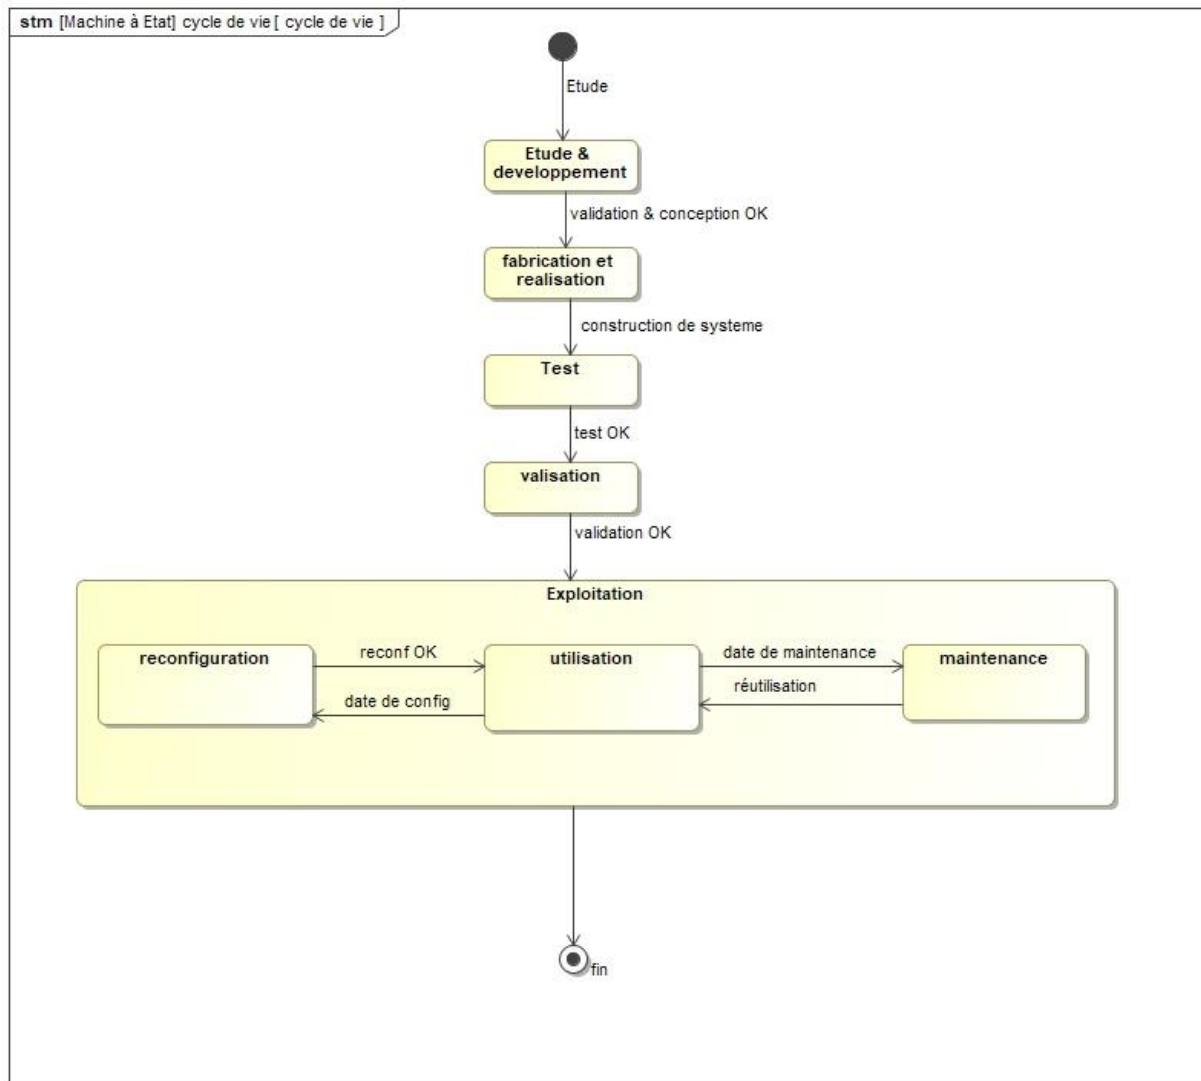 stm [Machine à Etat] cycle de vie [ cycle de vie ]
Etude
Etude &
developpement
validation & conception OK
fabrication et
realisation
construction de systeme
Test
test OK
valisation
validation OK
Exploitation
reconfiguration
reconf OK
utilisation
date de maintenance
maintenance
date de config
réutilisation
fin